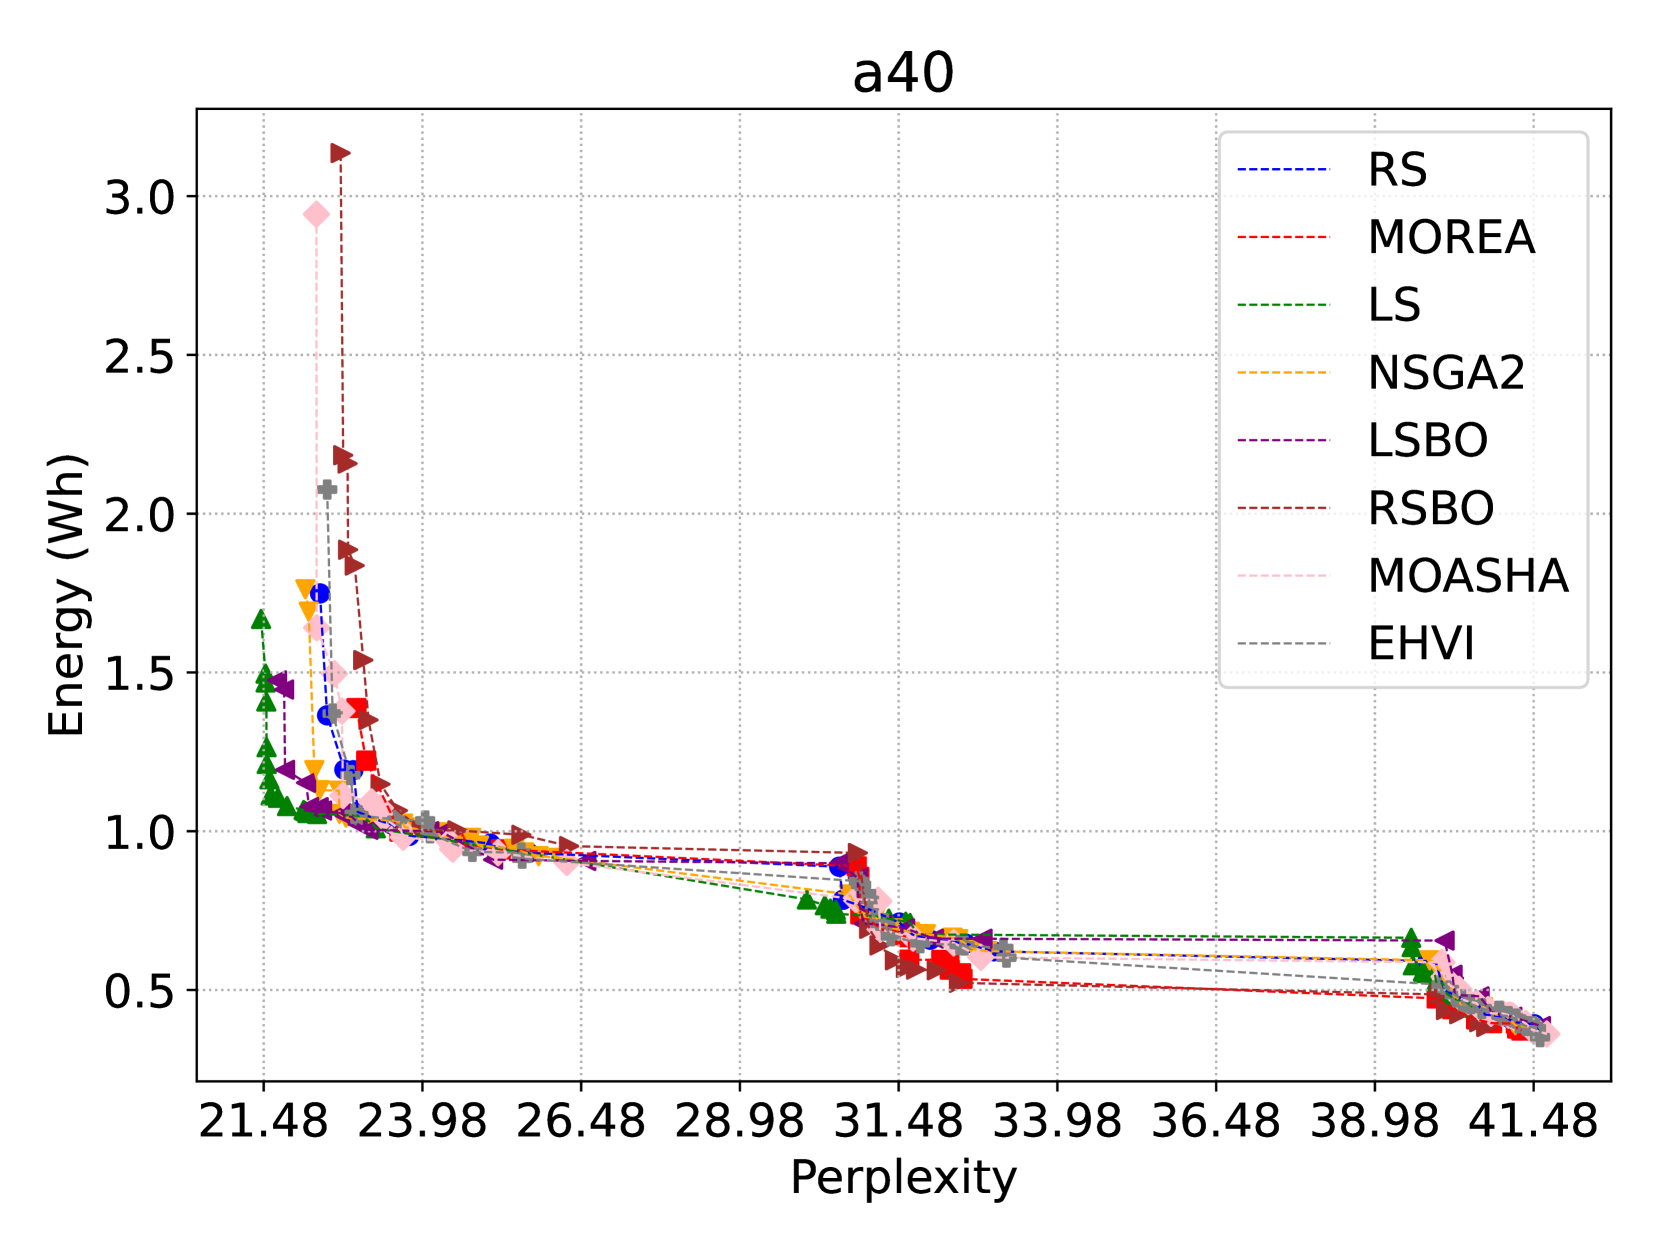 a40
3.0
2.5
2.0
1.5
1.0
0.5
Energy (Wh)
RS
MOREA
LS
NSGA2
LSBO
RSBO
MOASHA
EHVI
21.48 23.98 26.48 28.98 31.48 33.98 36.48 38.98 41.48
Perplexity